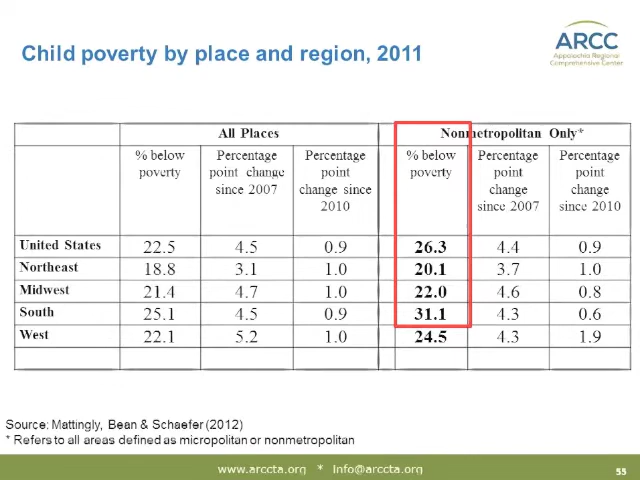 Child poverty by place and region, 2011
ARCC
Appalachia Regional
Comprehensive Center
All Places Nonmetropolitan Only*
% below poverty Percentage point change since 2007 Percentage point change since 2010 % below poverty Percentage point change since 2007 Percentage point change since 2010
United States 22.5 4.5 0.9 26.3 4.4 0.9
Northeast 18.8 3.1 1.0 20.1 3.7 1.0
Midwest 21.4 4.7 1.0 22.0 4.6 0.8
South 25.1 4.5 0.9 31.1 4.3 0.6
West 22.1 5.2 1.0 24.5 4.3 1.9
Source: Mattingly, Bean & Schaefer (2012)
* Refers to all areas defined as micropolitan or nonmetropolitan
www.arccta.org * Info@arccta.org 55